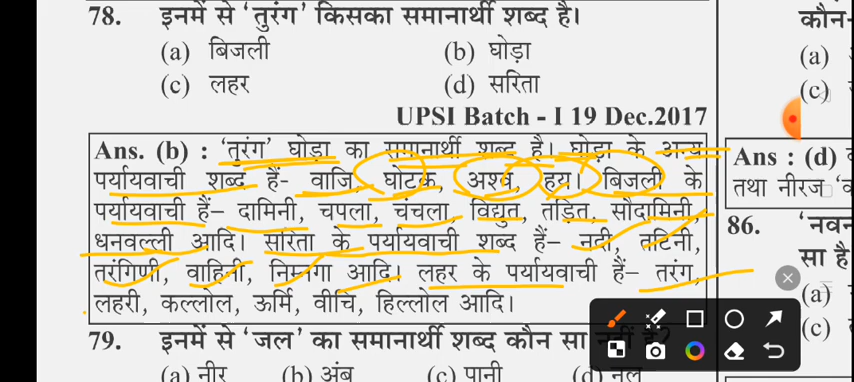 78. इनमें से 'तुरंग' किसका समानार्थी शब्द है।
(a) बिजली (b) घोड़ा
(c) लहर (d) सरिता
UPSI Batch - I 19 Dec.2017
Ans. (b) : 'तुरंग' घोड़ा का समानार्थी शब्द है। घोड़ा के अन्य
पर्यायवाची शब्द हैं- वाजि, घोटक, अश्व, हय। बिजली के
पर्यायवाची हैं– दामिनी, चपला, चंचला, विद्युत, तड़ित, सौदामिनी,
धनवल्ली आदि। सरिता के पर्यायवाची शब्द हैं– नदी, तटिनी,
तरंगिणी, वाहिनी, निम्नगा आदि। लहर के पर्यायवाची हैं– तरंग,
लहरी, कल्लोल, ऊर्मि, वीचि, हिल्लोल आदि।
79. इनमें से 'जल' का समानार्थी शब्द कौन सा नहीं है?
(a) नीर (b) अंबु (c) पानी (d) नल
कौन-
(a)
(c)
Ans : (d)
तथा नीरज
86. 'नवन
सा है
(a)
(c)